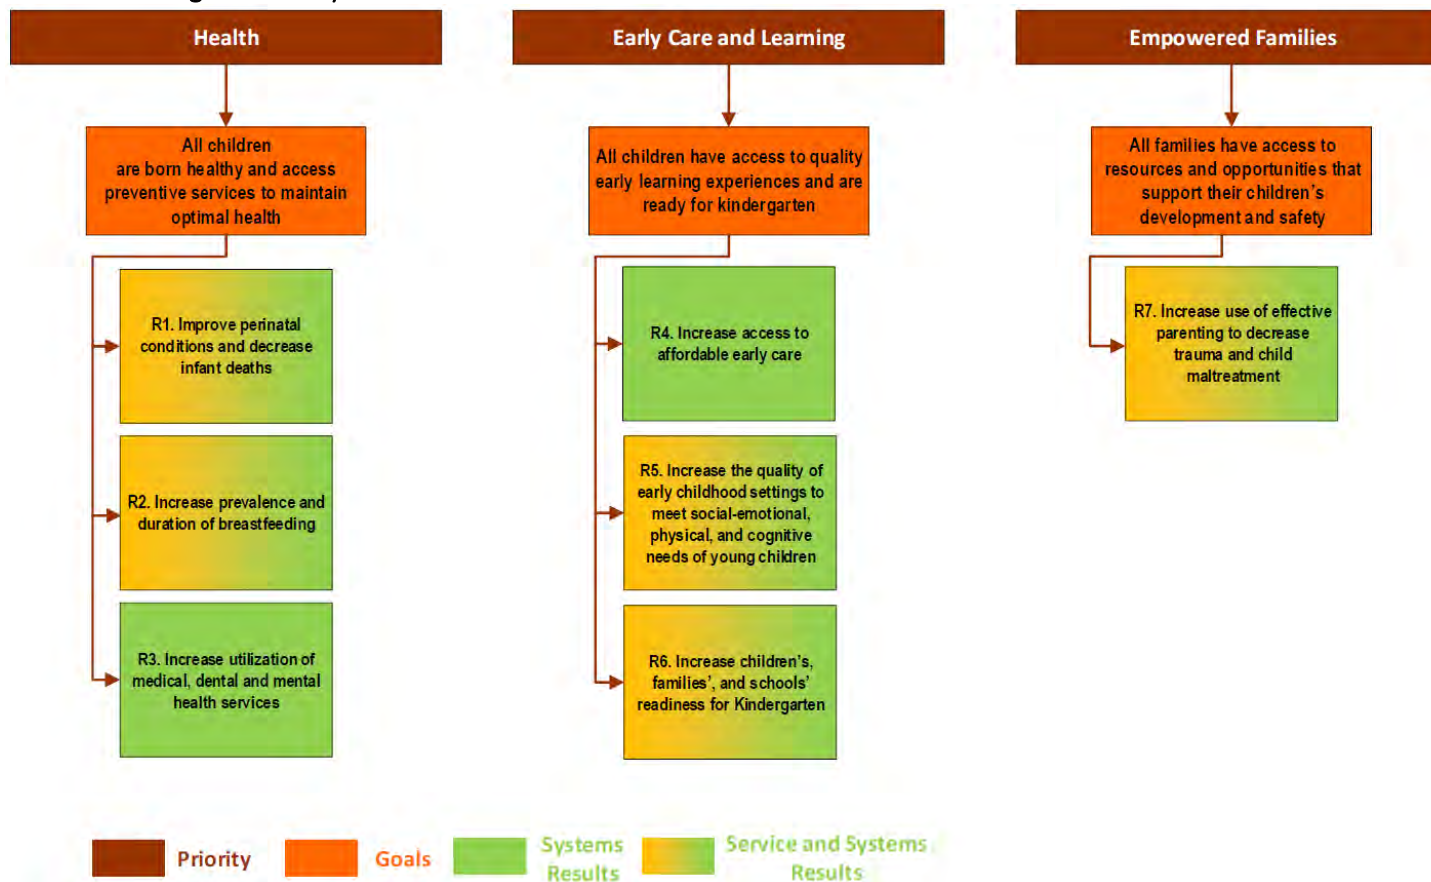 Health
Early Care and Learning
Empowered Families
All children
are born healthy and access
preventive services to maintain
optimal health
All children have access to quality
early learning experiences and are
ready for kindergarten
All families have access to
resources and opportunities that
support their children's
development and safety
R1. Improve perinatal
conditions and decrease
infant deaths
R4. Increase access to
affordable early care
R7. Increase use of effective
parenting to decrease
trauma and child
maltreatment
R2. Increase prevalence and
duration of breastfeeding
R5. Increase the quality of
early childhood settings to
meet social-emotional,
physical, and cognitive
needs of young children
R3. Increase utilization of
medical, dental and mental
health services
R6. Increase children's,
families', and schools'
readiness for Kindergarten
Priority
Goals
Systems
Results
Service and Systems
Results